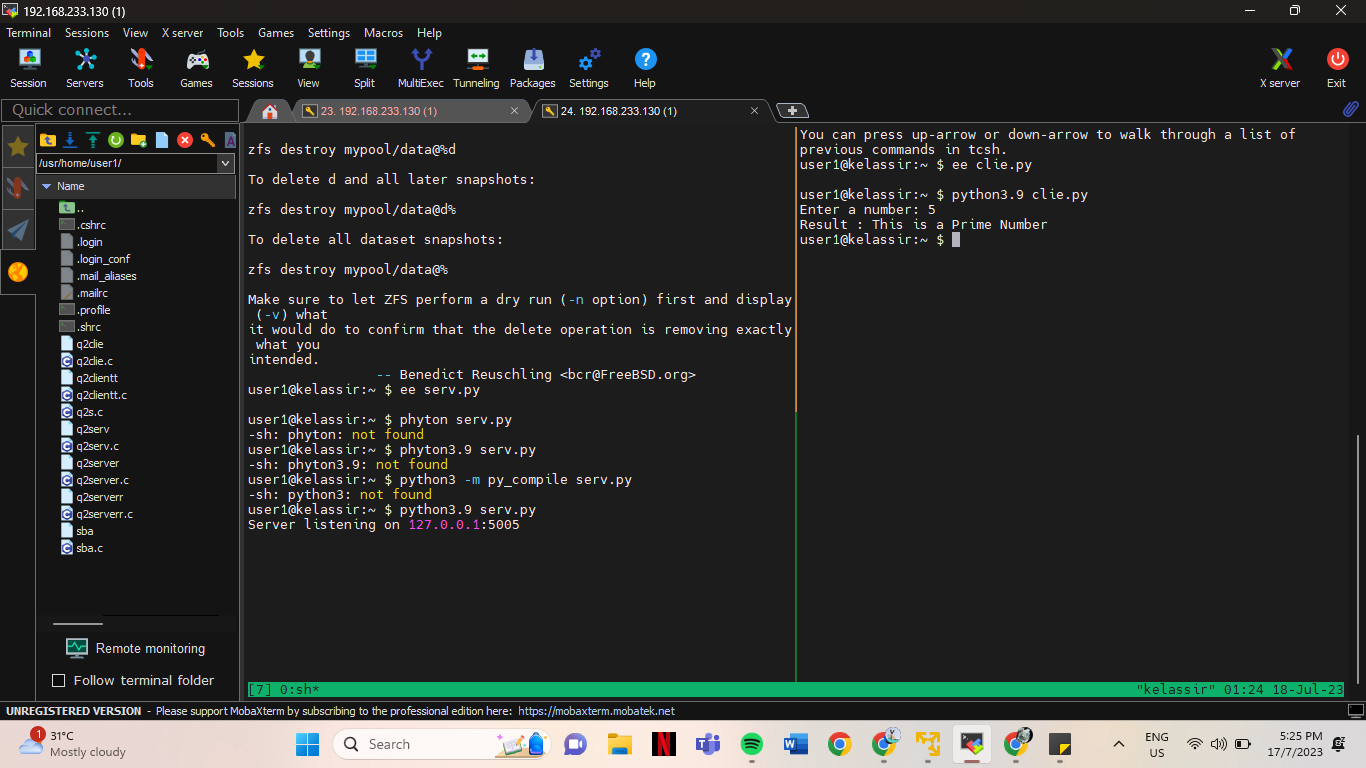 192.168.233.130 (1)
Terminal Sessions View X server Tools Games Settings Macros Help
Session Servers Tools Games Sessions View Split MultiExec Tunneling Packages Settings Help X server Exit
Quick connect...
23. 192.168.233.130 (1)
24. 192.168.233.130 (1)
/usr/home/user1/
Name
..
.cshrc
.login
.login_conf
.mail_aliases
.mailrc
.profile
.shrc
q2clie
q2clie.c
q2clientt
q2clientt.c
q2s.c
q2serv
q2serv.c
q2server
q2server.c
q2serverr
q2serverr.c
sba
sba.c
Remote monitoring
Follow terminal folder
zfs destroy mypool/data@%d
To delete d and all later snapshots:
zfs destroy mypool/data@d%
To delete all dataset snapshots:
zfs destroy mypool/data@%
Make sure to let ZFS perform a dry run (-n option) first and display
(-v) what
it would do to confirm that the delete operation is removing exactly
what you
intended.
-- Benedict Reuschling <bcr@FreeBSD.org>
user1@kelassir:~ $ ee serv.py
user1@kelassir:~ $ phyton serv.py
-sh: phyton: not found
user1@kelassir:~ $ phyton3.9 serv.py
-sh: phyton3.9: not found
user1@kelassir:~ $ python3 -m py_compile serv.py
-sh: python3: not found
user1@kelassir:~ $ python3.9 serv.py
Server listening on 127.0.0.1:5005
You can press up-arrow or down-arrow to walk through a list of
previous commands in tcsh.
user1@kelassir:~ $ ee clie.py
user1@kelassir:~ $ python3.9 clie.py
Enter a number: 5
Result : This is a Prime Number
user1@kelassir:~ $
[7] 0:sh*
"kelassir" 01:24 18-Jul-23
UNREGISTERED VERSION - Please support MobaXterm by subscribing to the professional edition here: https://mobaxterm.mobatek.net
1
31°C
Mostly cloudy
Search
ENG
US
5:25 PM
17/7/2023